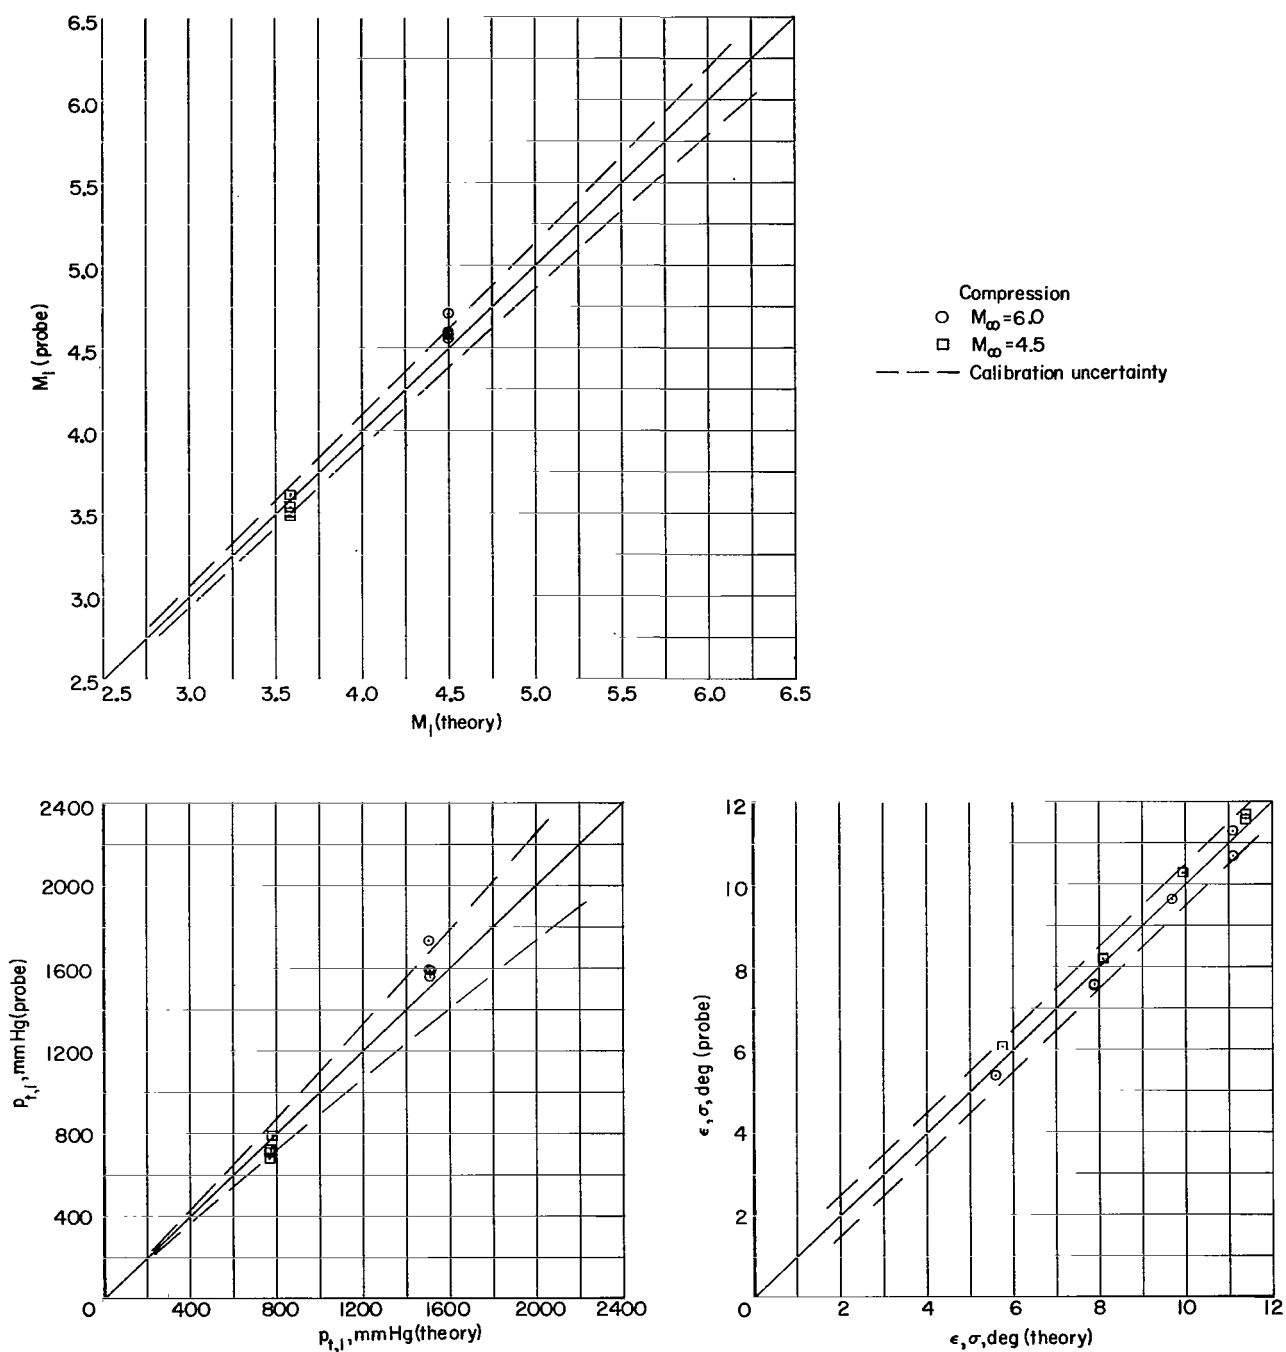 6.5
6.0
5.5
5.0
4.5
4.0
3.5
3.0
2.5
M₁ (probe)
2.5 3.0 3.5 4.0 4.5 5.0 5.5 6.0 6.5
M₁ (theory)
Compression
M∞=6.0
M∞=4.5
Calibration uncertainty
2400
2000
1600
1200
800
400
p_t,1, mm Hg (probe)
0 400 800 1200 1600 2000 2400
p_t,1, mm Hg (theory)
12
10
8
6
4
2
ϵ, σ, deg (probe)
0 2 4 6 8 10 12
ϵ, σ, deg (theory)